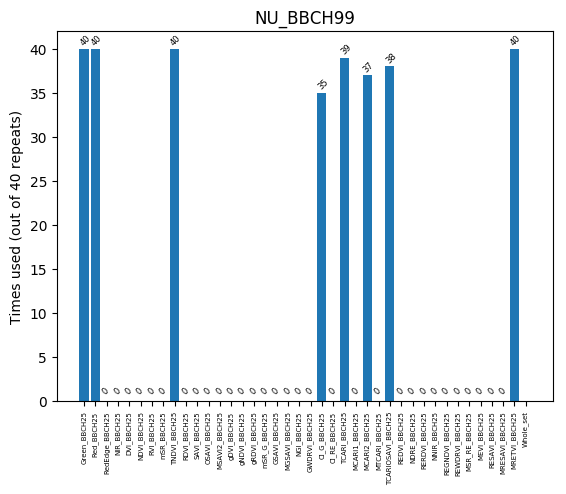 NU_BBCH99
Times used (out of 40 repeats)
40
35
30
25
20
15
10
5
0
40
40
0
0
0
0
0
0
40
0
0
0
0
0
0
0
0
0
0
0
0
35
0
39
0
37
0
38
0
0
0
0
0
0
0
0
0
0
40
Green_BBCH25
Red_BBCH25
RedEdge_BBCH25
NIR_BBCH25
DVI_BBCH25
NDVI_BBCH25
RVI_BBCH25
mSR_BBCH25
TNDVI_BBCH25
RDVI_BBCH25
SAVI_BBCH25
OSAVI_BBCH25
MSAVI2_BBCH25
gDVI_BBCH25
gNDVI_BBCH25
gRDVI_BBCH25
mSR_G_BBCH25
GSAVI_BBCH25
MGSAVI_BBCH25
NGI_BBCH25
GWDRVI_BBCH25
CI_G_BBCH25
CI_RE_BBCH25
TCARI_BBCH25
MCARI1_BBCH25
MCARI2_BBCH25
MTCARI_BBCH25
TCARIOSAVI_BBCH25
REDVI_BBCH25
NDRE_BBCH25
RERDVI_BBCH25
NNIR_BBCH25
REGNDVI_BBCH25
REWDRVI_BBCH25
MSR_RE_BBCH25
MEVI_BBCH25
RESAVI_BBCH25
MRESAVI_BBCH25
MRETVI_BBCH25
Whole_set